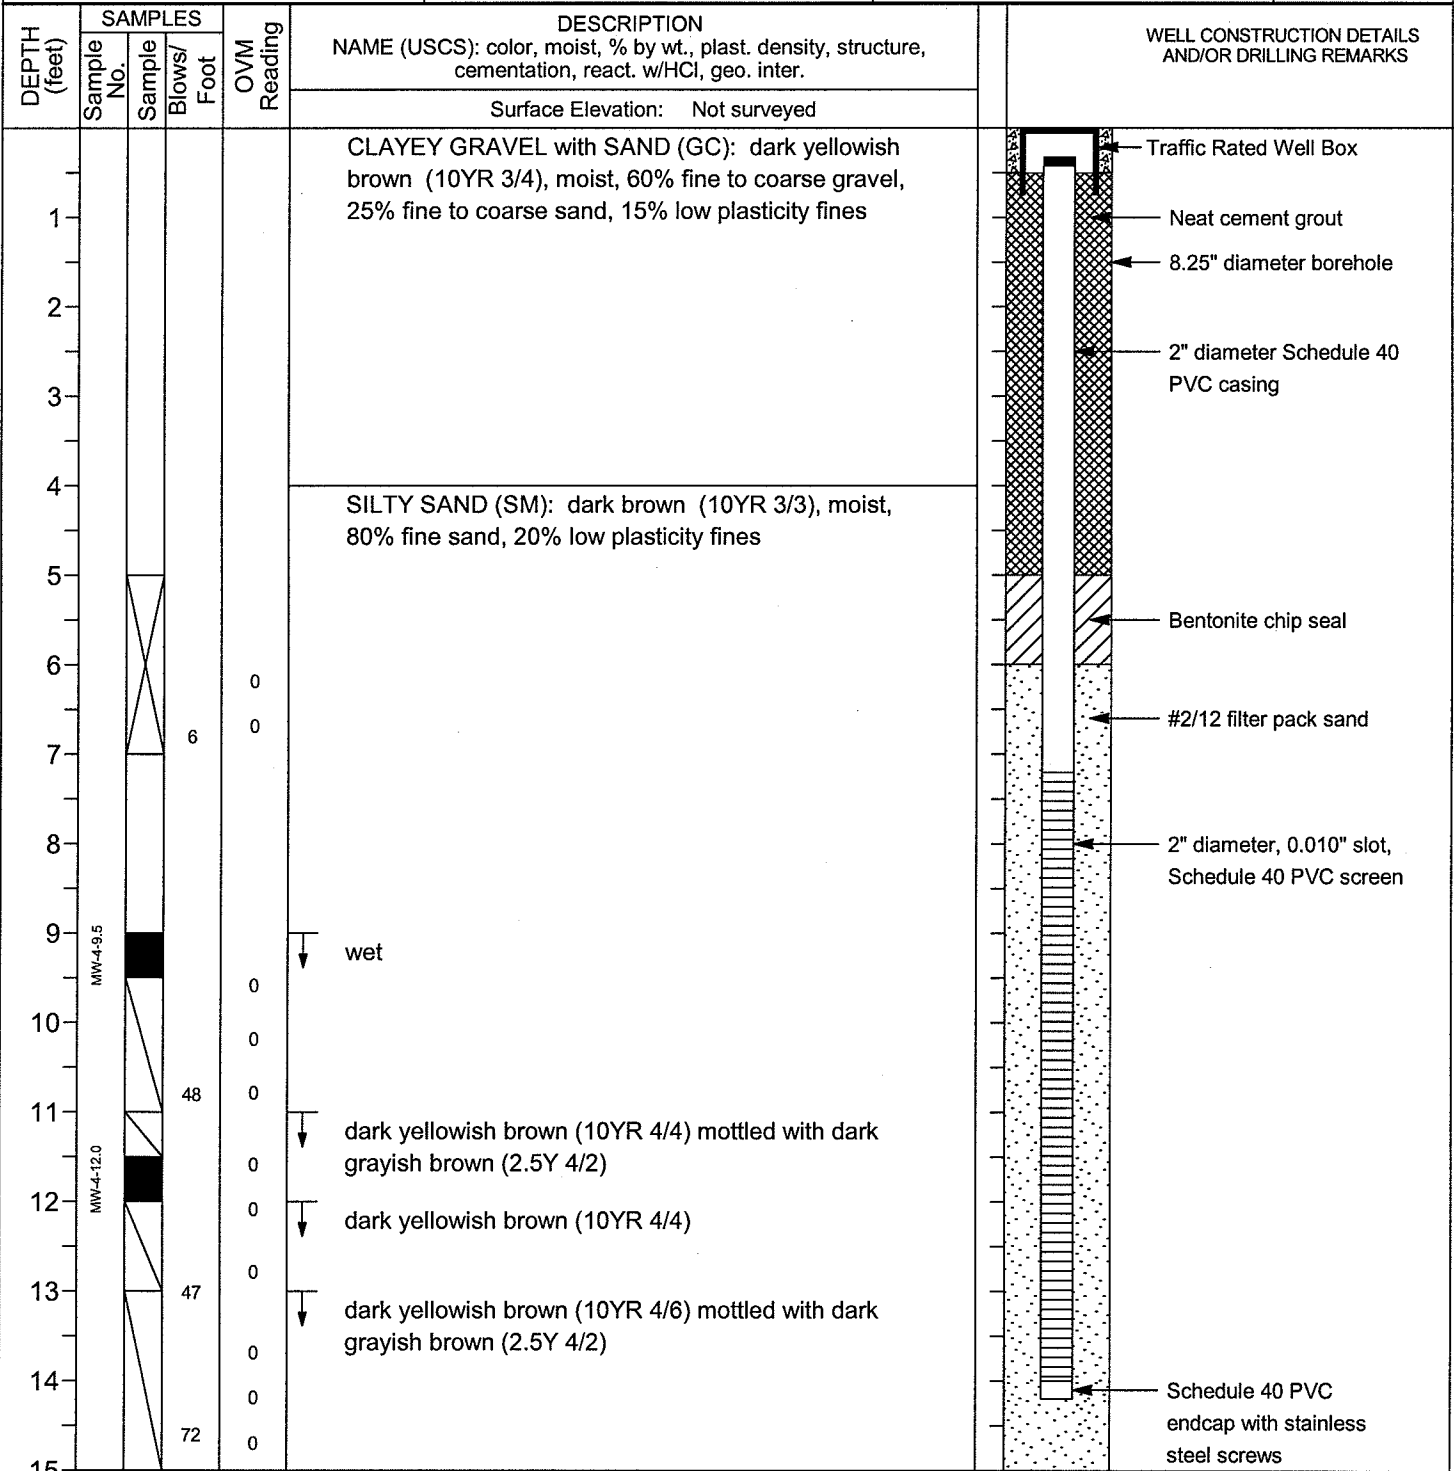 DEPTH (feet)
SAMPLES
Sample No.
Sample
Blows/ Foot
OVM Reading
DESCRIPTION
NAME (USCS): color, moist, % by wt., plast. density, structure,
cementation, react. w/HCl, geo. inter.
Surface Elevation: Not surveyed
WELL CONSTRUCTION DETAILS
AND/OR DRILLING REMARKS
CLAYEY GRAVEL with SAND (GC): dark yellowish
brown (10YR 3/4), moist, 60% fine to coarse gravel,
25% fine to coarse sand, 15% low plasticity fines
Traffic Rated Well Box
1
Neat cement grout
8.25" diameter borehole
2
2" diameter Schedule 40
PVC casing
3
4
SILTY SAND (SM): dark brown (10YR 3/3), moist,
80% fine sand, 20% low plasticity fines
5
Bentonite chip seal
6
0
#2/12 filter pack sand
6
0
7
8
2" diameter, 0.010" slot,
Schedule 40 PVC screen
9
MW-4-9.5
wet
0
10
0
48
0
11
dark yellowish brown (10YR 4/4) mottled with dark
grayish brown (2.5Y 4/2)
0
MW-4-12.0
12
0
dark yellowish brown (10YR 4/4)
0
13
47
dark yellowish brown (10YR 4/6) mottled with dark
grayish brown (2.5Y 4/2)
0
14
0
Schedule 40 PVC
endcap with stainless
steel screws
72
0
15